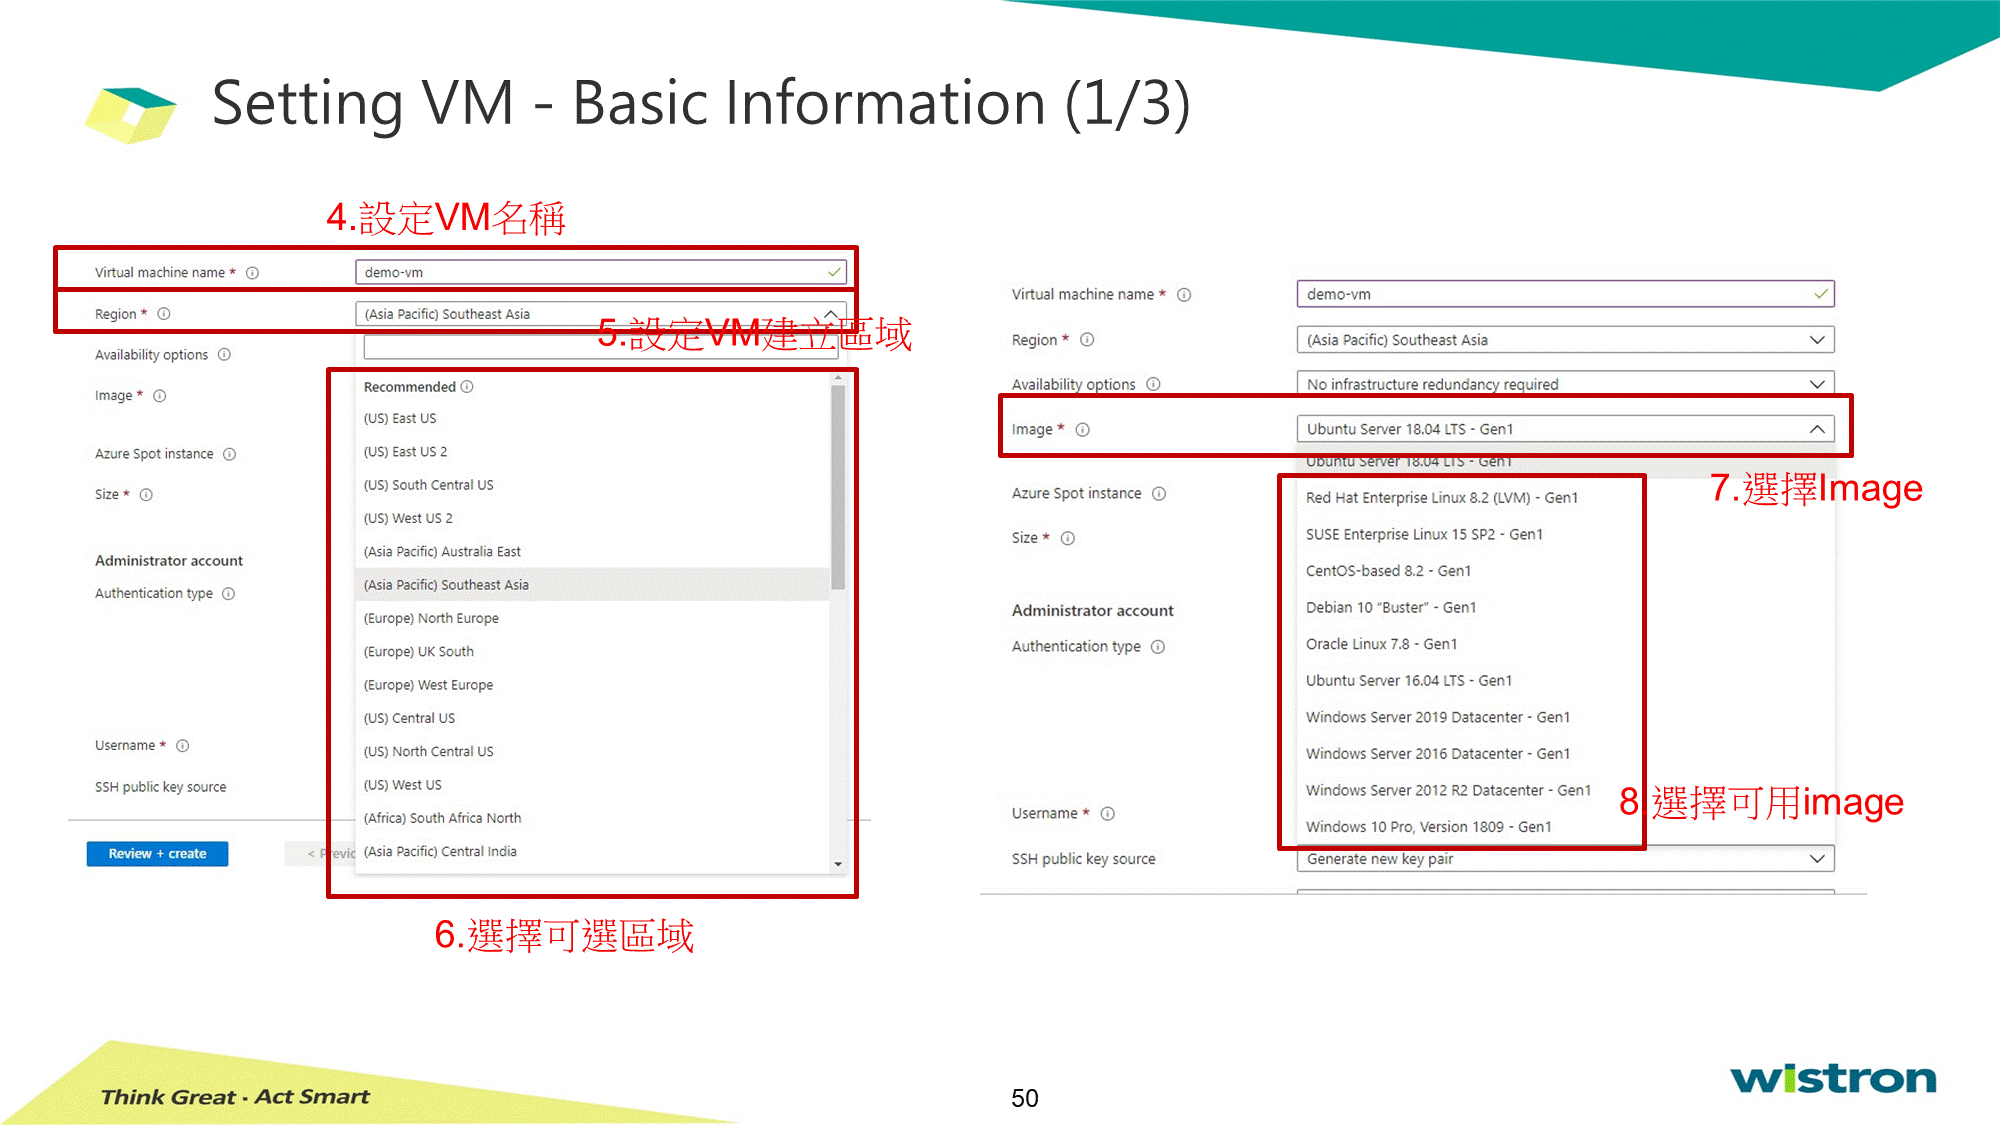 Setting VM - Basic Information (1/3)
4.設定VM名稱
Virtual machine name *
demo-vm
Region *
(Asia Pacific) Southeast Asia
5.設定VM建立區域
Availability options
Image *
Azure Spot instance
Size *
Administrator account
Authentication type
Username *
SSH public key source
Review + create
< Previo
Recommended
(US) East US
(US) East US 2
(US) South Central US
(US) West US 2
(Asia Pacific) Australia East
(Asia Pacific) Southeast Asia
(Europe) North Europe
(Europe) UK South
(Europe) West Europe
(US) Central US
(US) North Central US
(US) West US
(Africa) South Africa North
(Asia Pacific) Central India
6.選擇可選區域
Virtual machine name *
demo-vm
Region *
(Asia Pacific) Southeast Asia
Availability options
No infrastructure redundancy required
Image *
Ubuntu Server 18.04 LTS - Gen1
Ubuntu Server 18.04 LTS - Gen1
7.選擇Image
Azure Spot instance
Size *
Administrator account
Authentication type
Red Hat Enterprise Linux 8.2 (LVM) - Gen1
SUSE Enterprise Linux 15 SP2 - Gen1
CentOS-based 8.2 - Gen1
Debian 10 “Buster” - Gen1
Oracle Linux 7.8 - Gen1
Ubuntu Server 16.04 LTS - Gen1
Windows Server 2019 Datacenter - Gen1
Windows Server 2016 Datacenter - Gen1
Windows Server 2012 R2 Datacenter - Gen1
Windows 10 Pro, Version 1809 - Gen1
8.選擇可用image
Username *
SSH public key source
Generate new key pair
Think Great · Act Smart
50
wistron